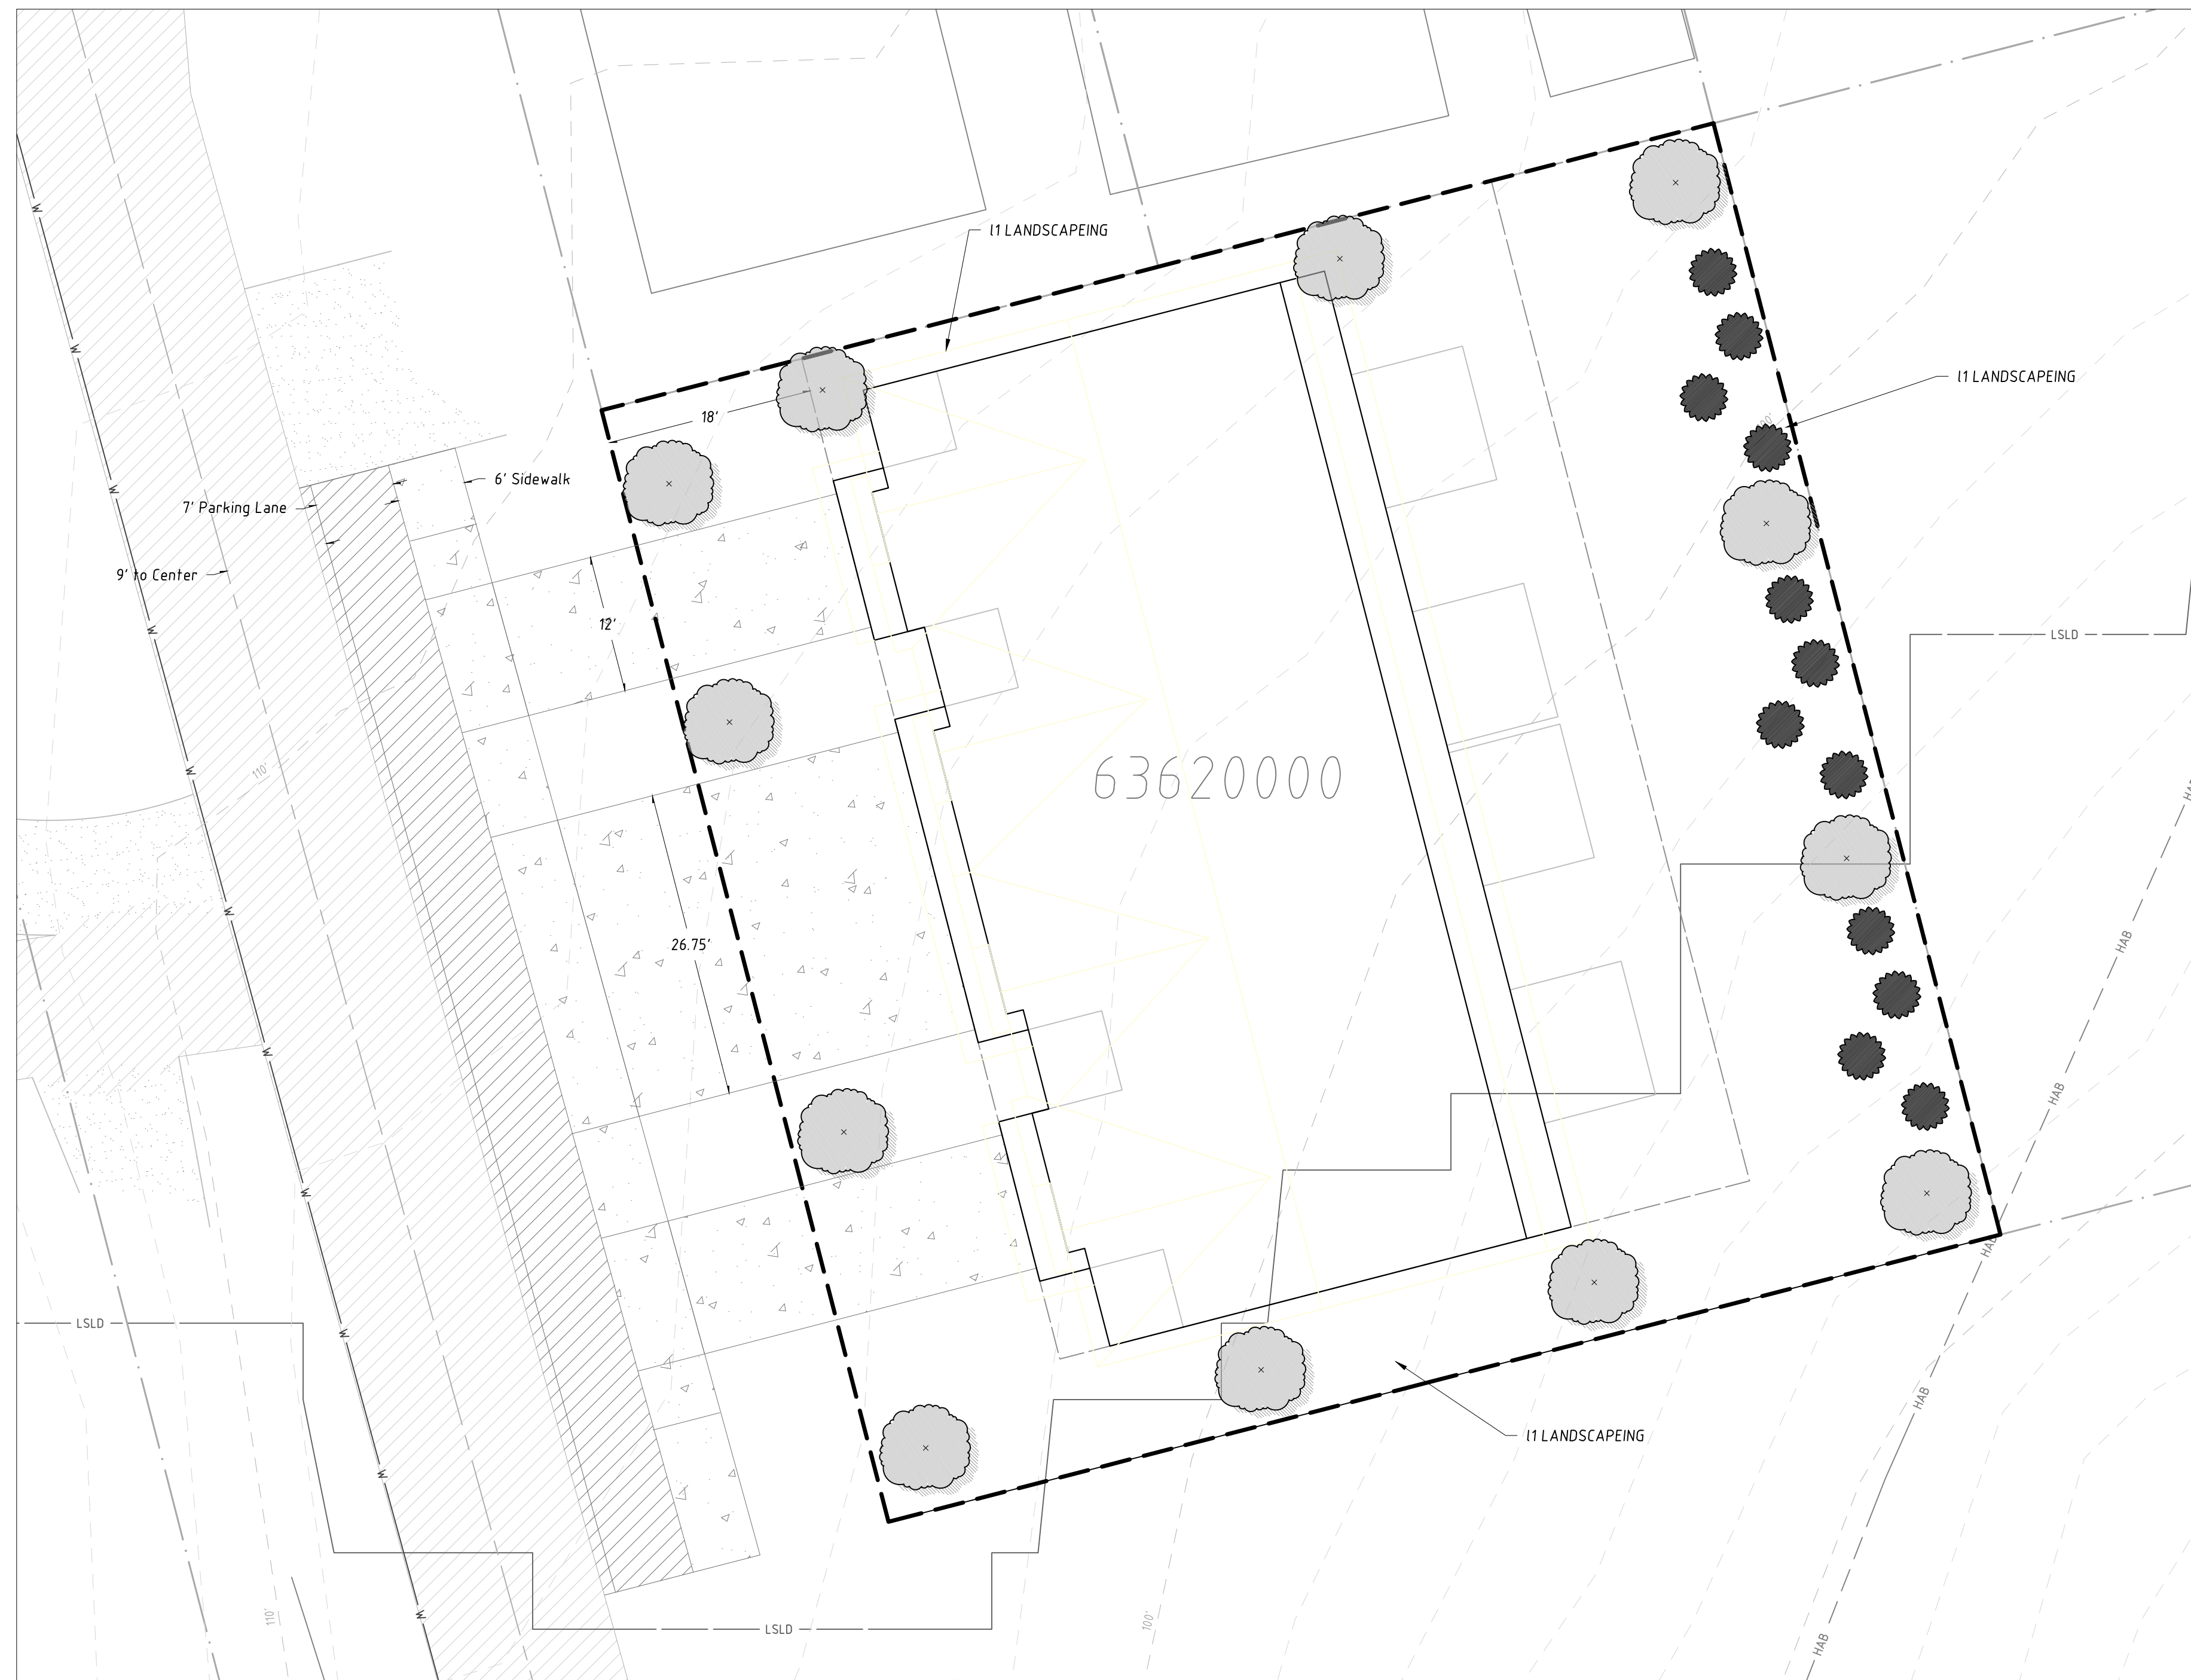 W
l1 LANDSCAPEING
W
l1 LANDSCAPEING
18'
6' Sidewalk
W
7' Parking Lane
9' to Center
12'
W
LSLD
110'
W
63620000
HAB
W
26.75'
HAB
W
HAB
W
HAB
LSLD
W
HAB
l1 LANDSCAPEING
W
110'
W
100'
LSLD
HAB